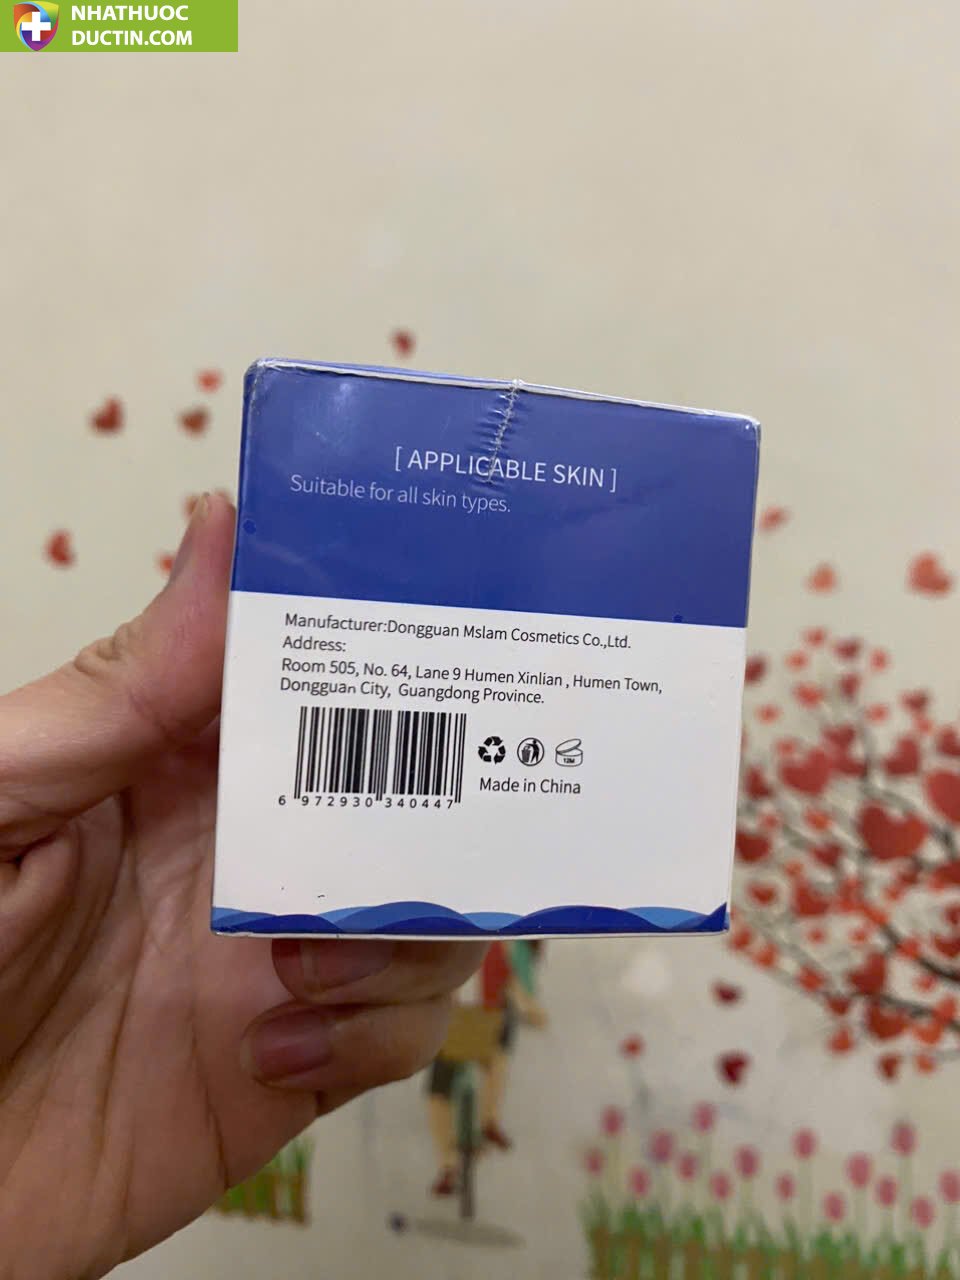 NHATHUOC
DUCTIN.COM
[ APPLICABLE SKIN ]
Suitable for all skin types.
Manufacturer:Dongguan Mslam Cosmetics Co.,Ltd.
Address:
Room 505, No. 64, Lane 9 Humen Xinlian , Humen Town,
Dongguan City, Guangdong Province.
6 972930 340447
12M
Made in China